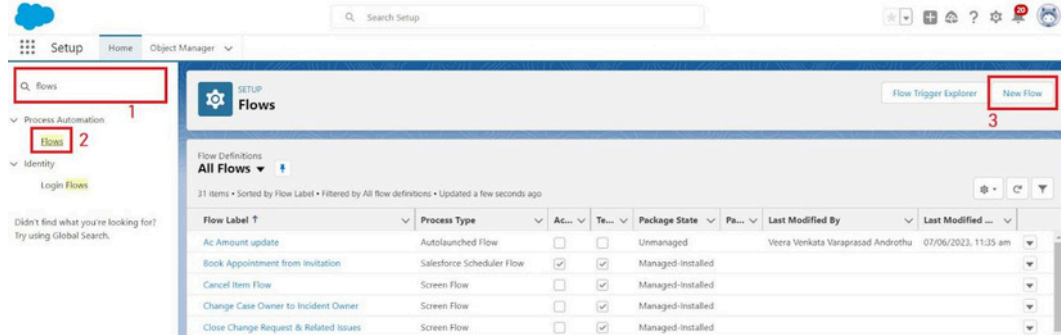 Search Setup
20
Setup Home Object Manager
flows
1
Process Automation
Flows 2
Identity
Login Flows
Didn't find what you're looking for?
Try using Global Search.
SETUP
Flows
Flow Trigger Explorer New Flow
3
Flow Definitions
All Flows
31 items • Sorted by Flow Label • Filtered by All flow definitions • Updated a few seconds ago
Flow Label ↑ Process Type Ac... Te... Package State Pa... Last Modified By Last Modified ...
Ac Amount update Autolaunched Flow Unmanaged Veera Venkata Varaprasad Androthu 07/06/2023, 11:35 am
Book Appointment from Invitation Salesforce Scheduler Flow Managed-Installed
Cancel Item Flow Screen Flow Managed-Installed
Change Case Owner to Incident Owner Screen Flow Managed-Installed
Close Change Request & Related Issues Screen Flow Managed-Installed